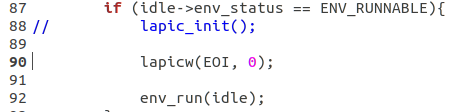 87 if (idle->env_status == ENV_RUNNABLE){
88 // lapic_init();
89
90 lapicw(EOI, 0);
91
92 env_run(idle);